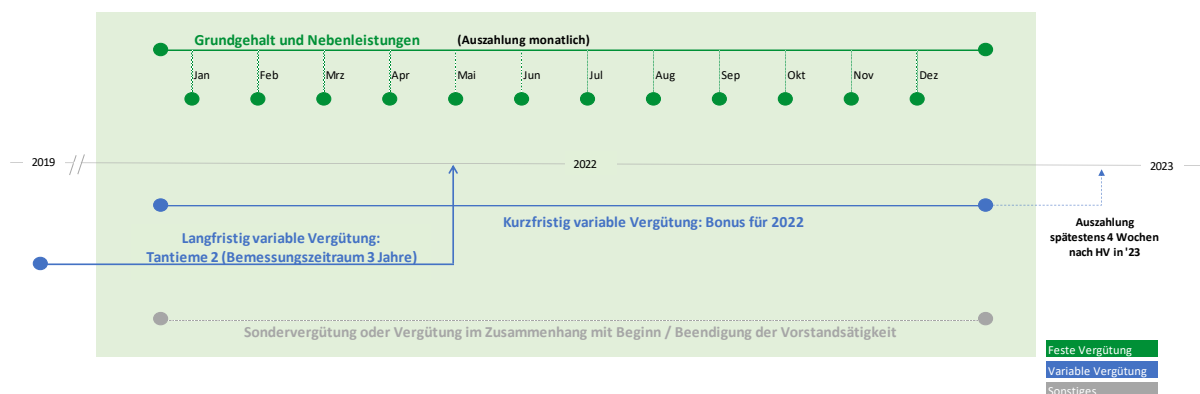 Grundgehalt und Nebenleistungen (Auszahlung monatlich)
Jan Feb Mrz Apr Mai Jun Jul Aug Sep Okt Nov Dez
2019 2022 2023
Kurzfristig variable Vergütung: Bonus für 2022
Langfristig variable Vergütung:
Tantieme 2 (Bemessungszeitraum 3 Jahre)
Auszahlung
spätestens 4 Wochen
nach HV in '23
Sondervergütung oder Vergütung im Zusammenhang mit Beginn / Beendigung der Vorstandsätigkeit
Feste Vergütung
Variable Vergütung
Sonstiges